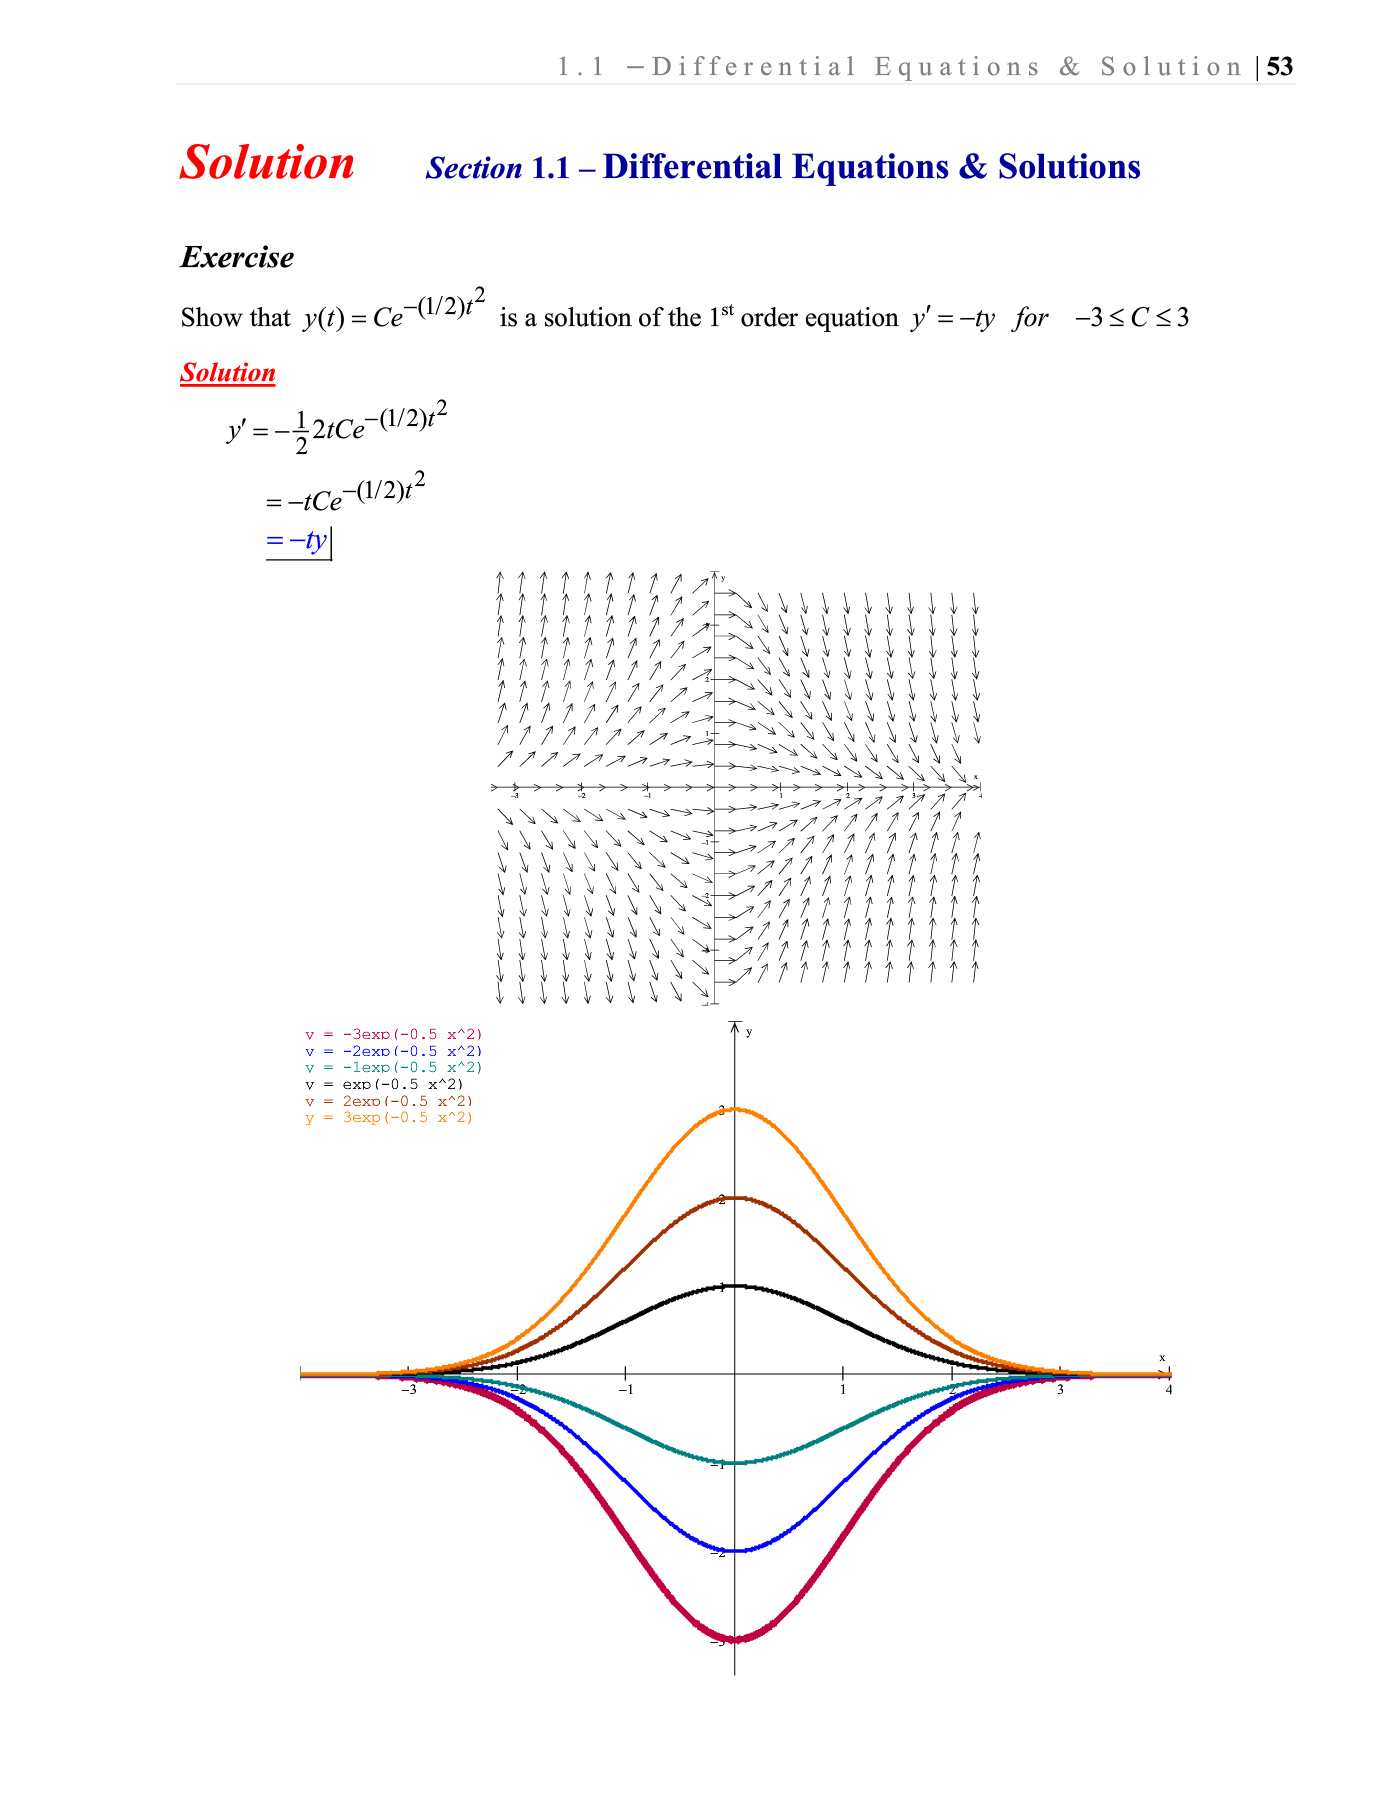 1.1 −Differential Equations & Solution | 53
Solution Section 1.1 – Differential Equations & Solutions
Exercise
Show that y(t) = Ce^{−(1/2)t^2} is a solution of the 1st order equation y′ = −ty for −3 ≤ C ≤ 3
Solution
y′ = −\frac{1}{2}2tCe^{−(1/2)t^2}
= −tCe^{−(1/2)t^2}
= −ty
y
2
1
x
−3 −2 −1 1 2 3 4
−1
−2
y = -3exp(-0.5 x^2)
y = -2exp(-0.5 x^2)
y = -1exp(-0.5 x^2)
y = exp(-0.5 x^2)
y = 2exp(-0.5 x^2)
y = 3exp(-0.5 x^2)
y
3
2
1
x
−3 −2 −1 1 2 3 4
−1
−2
−3